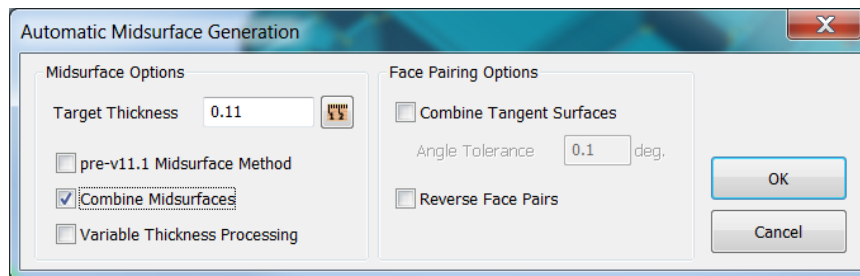 Automatic Midsurface Generation
Midsurface Options
Target Thickness 0.11
pre-v11.1 Midsurface Method
Combine Midsurfaces
Variable Thickness Processing
Face Pairing Options
Combine Tangent Surfaces
Angle Tolerance 0.1 deg.
Reverse Face Pairs
OK
Cancel